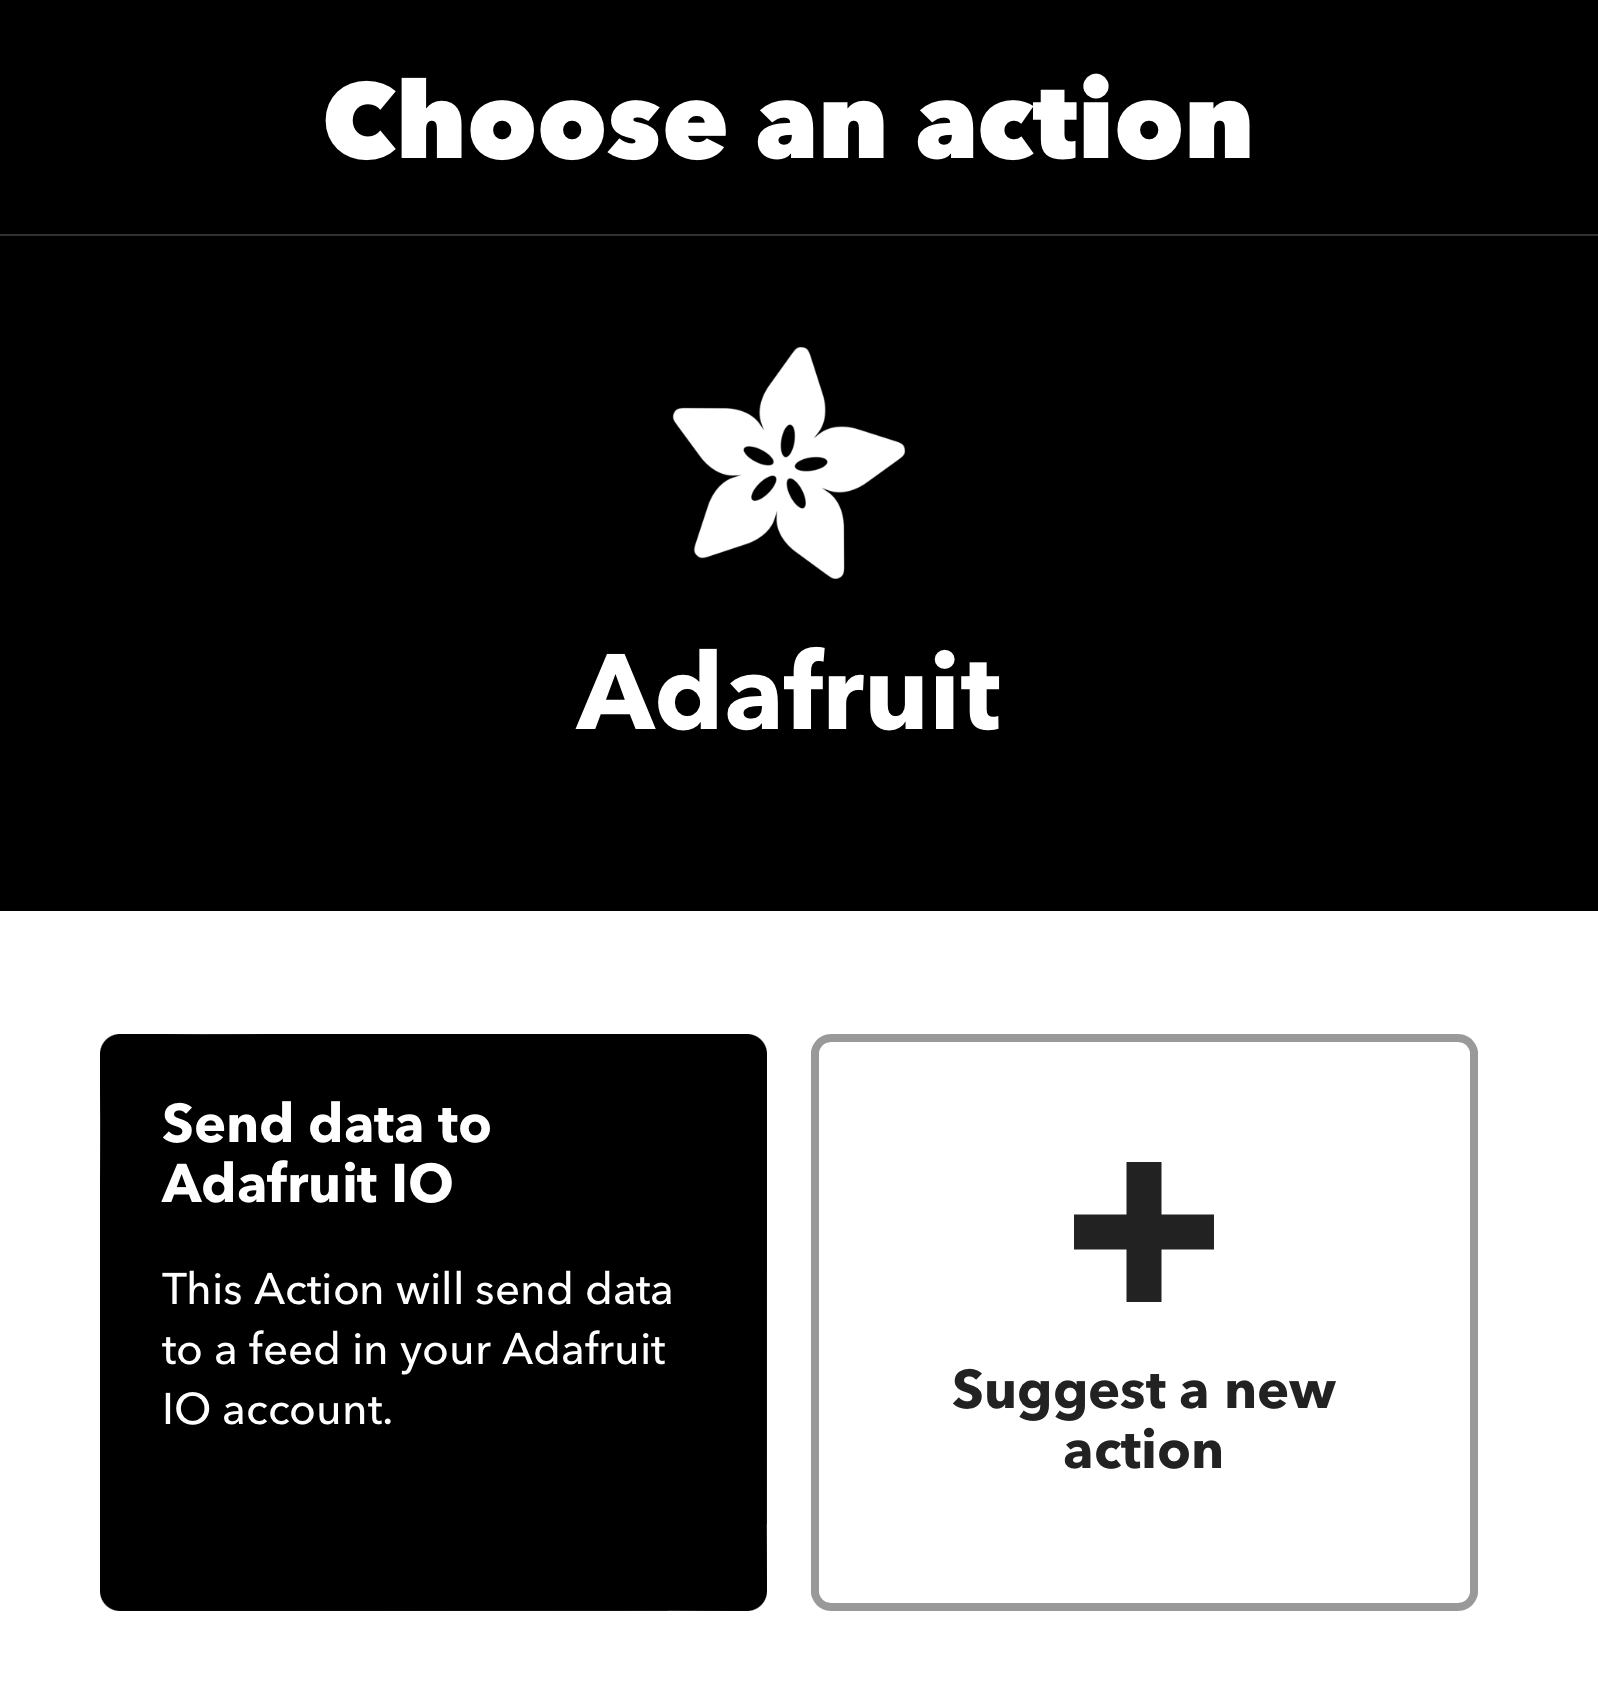 Choose an action
Adafruit
Send data to
Adafruit IO
This Action will send data
to a feed in your Adafruit
IO account.
Suggest a new
action